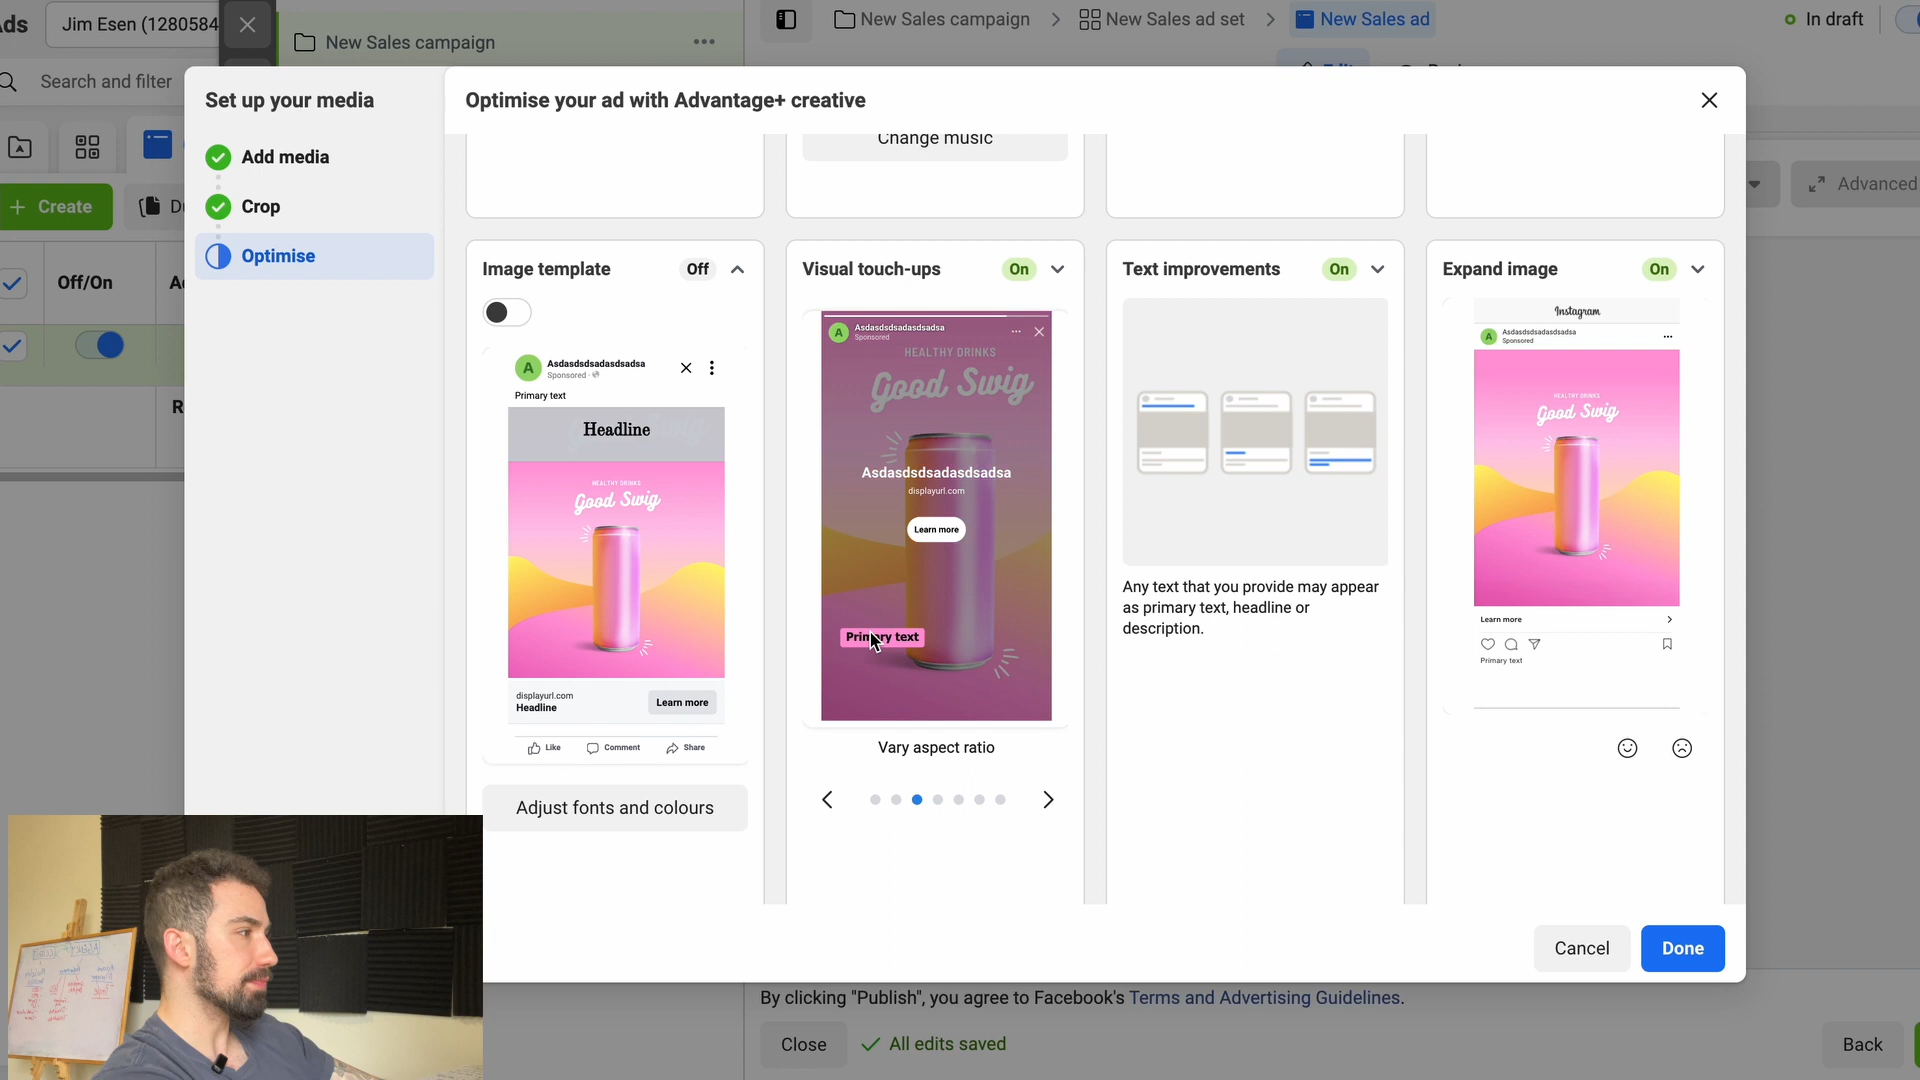 ds
Jim Esen (1280584
New Sales campaign
New Sales campaign
New Sales ad set
New Sales ad
In draft
Search and filter
Set up your media
Optimise your ad with Advantage+ creative
Add media
Crop
Optimise
Create
Advanced
Off/On
Change music
Image template
Off
Visual touch-ups
On
Text improvements
On
Expand image
On
A
Asdasdsdsadasdsadsa
Sponsored
Primary text
Headline
HEALTHY DRINKS
Good Swig
displayurl.com
Headline
Learn more
Like
Comment
Share
Adjust fonts and colours
A
Asdasdsdsadasdsadsa
Sponsored
HEALTHY DRINKS
Good Swig
Asdasdsdsadasdsadsa
displayurl.com
Learn more
Primary text
Vary aspect ratio
Any text that you provide may appear
as primary text, headline or
description.
Instagram
A
Asdasdsdsadasdsadsa
Sponsored
HEALTHY DRINKS
Good Swig
Learn more
Primary text
Cancel
Done
By clicking "Publish", you agree to Facebook's Terms and Advertising Guidelines.
Close
All edits saved
Back